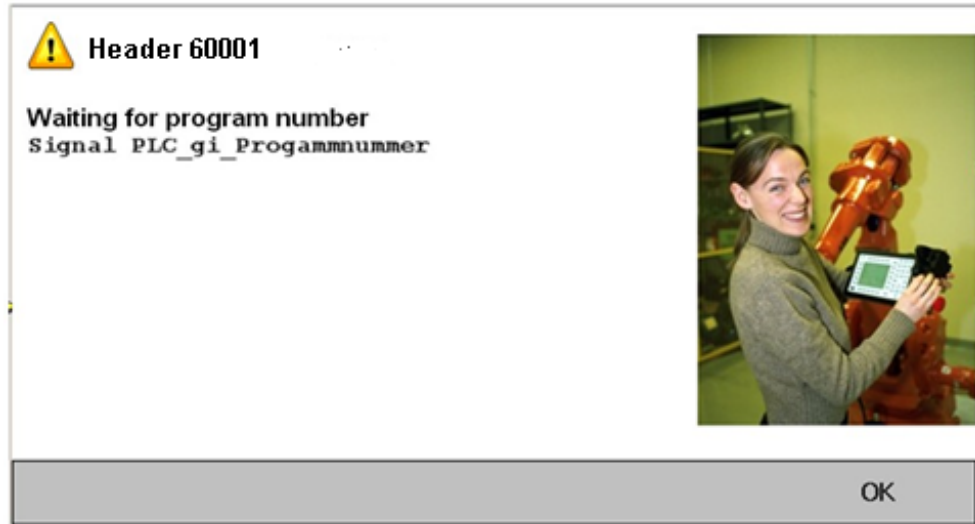 Header 60001
Waiting for program number
Signal PLC_gi_Progammnummer
OK